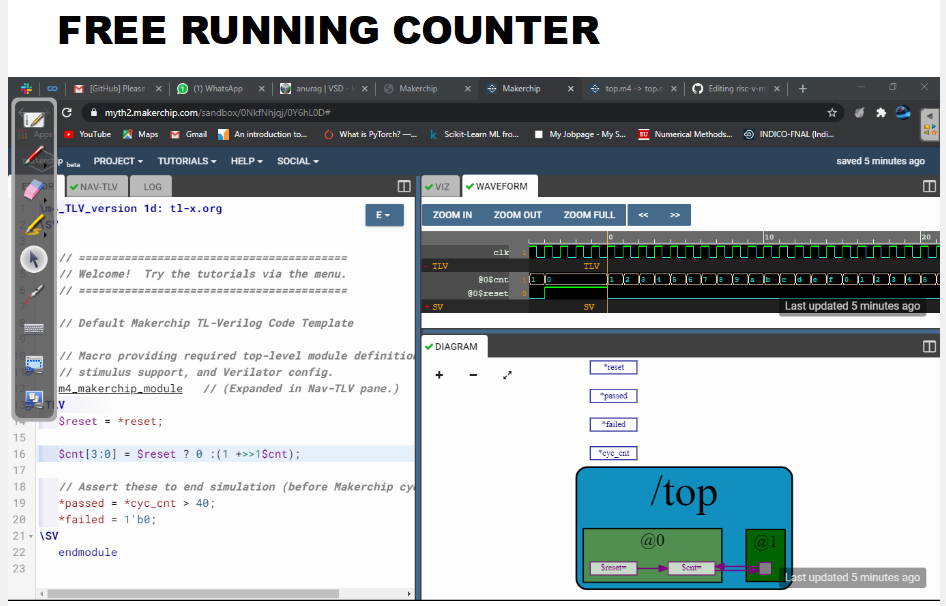 FREE RUNNING COUNTER
[GitHub] Please
(1) WhatsApp
anurag | VSD -
Makerchip
Makerchip
top.m4 -> top.
Editing risc-v-m
myth2.makerchip.com/sandbox/0NkfNhjqj/0Y6hL0D#
Apps
YouTube
Maps
Gmail
An introduction to...
What is PyTorch? —...
Scikit-Learn ML fro...
My Jobpage - My S...
Numerical Methods...
INDICO-FNAL (Indi...
beta
PROJECT
TUTORIALS
HELP
SOCIAL
saved 5 minutes ago
NAV-TLV
LOG
E
_TLV_version 1d: tl-x.org
// =========================================
// Welcome!  Try the tutorials via the menu.
// =========================================
// Default Makerchip TL-Verilog Code Template
// Macro providing required top-level module definitio
// stimulus support, and Verilator config.
m4_makerchip_module   // (Expanded in Nav-TLV pane.)
14 $reset = *reset;
15
16 $cnt[3:0] = $reset ? 0 :(1 +>>1$cnt);
17
18 // Assert these to end simulation (before Makerchip cy
19 *passed = *cyc_cnt > 40;
20 *failed = 1'b0;
21 \SV
22 endmodule
23
VIZ
WAVEFORM
ZOOM IN
ZOOM OUT
ZOOM FULL
<<
>>
0 10 20
clk 1
TLV TLV
@0$cnt 1 1 0 1 2 3 4 5 6 7 8 9 a b c d e f 0 1 2 3 4
@0$reset 0
SV SV
Last updated 5 minutes ago
DIAGRAM
+ −
*reset
*passed
*failed
*cyc_cnt
/top
@0
@1
$reset=
$cnt=
Last updated 5 minutes ago